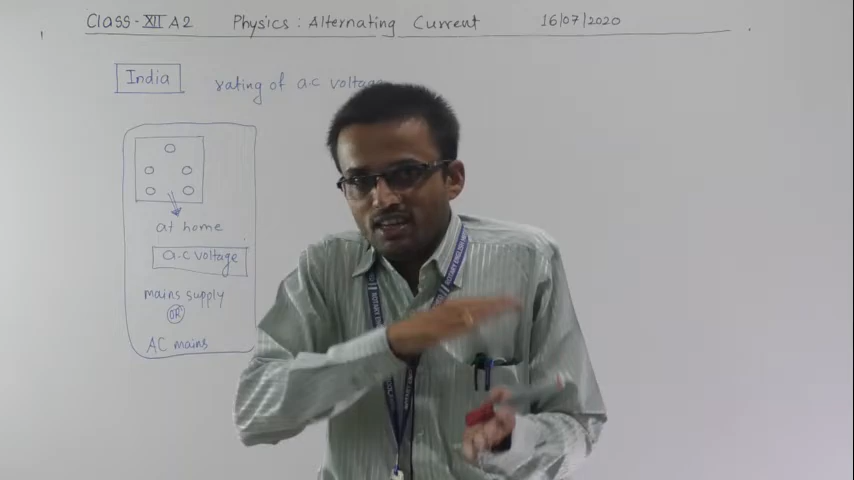 Class-XII A2 Physics : Alternating Current 16/07/2020
India rating of a.c voltage
at home
a.c voltage
mains supply
OR
AC mains